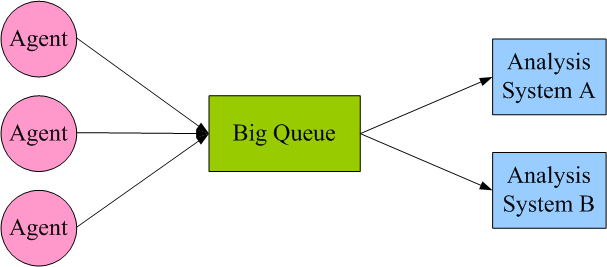 Agent
Agent
Agent
Big Queue
Analysis
System A
Analysis
System B